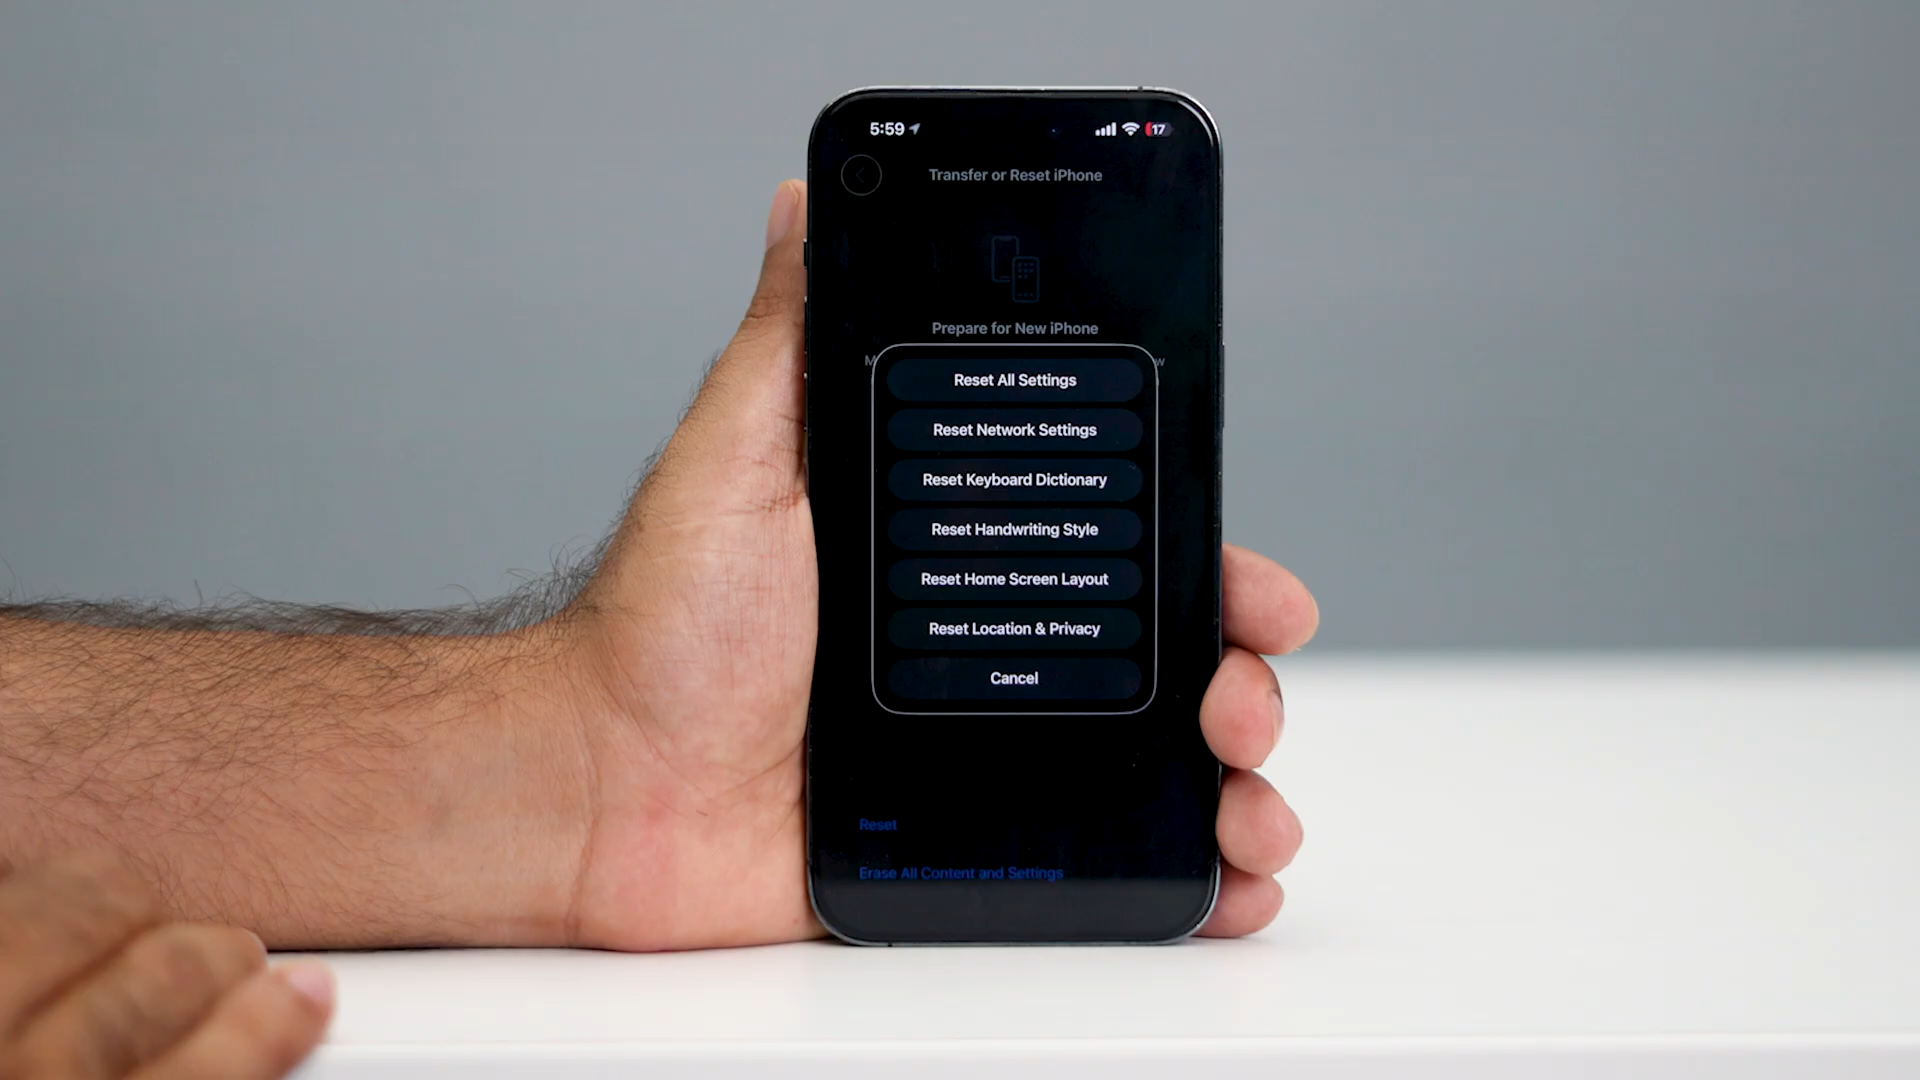 5:59
17
Transfer or Reset iPhone
Prepare for New iPhone
Reset All Settings
Reset Network Settings
Reset Keyboard Dictionary
Reset Handwriting Style
Reset Home Screen Layout
Reset Location & Privacy
Cancel
Reset
Erase All Content and Settings